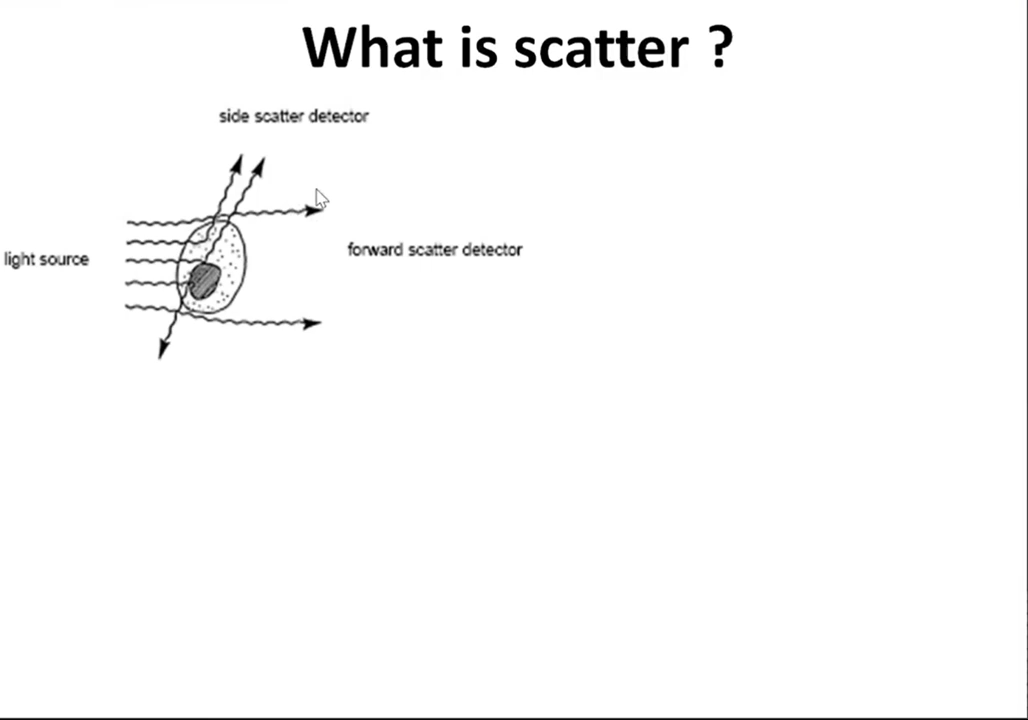 What is scatter ?
side scatter detector
light source
forward scatter detector